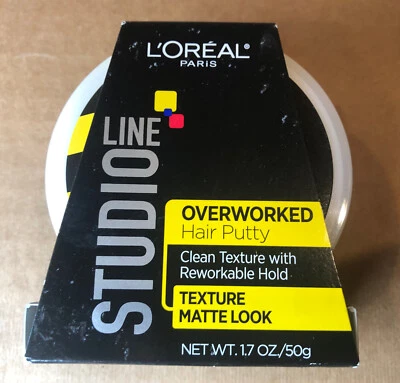 L'ORÉAL
PARIS
STUDIO LINE
OVERWORKED
Hair Putty
Clean Texture with
Reworkable Hold
TEXTURE
MATTE LOOK
NET WT. 1.7 OZ./50g